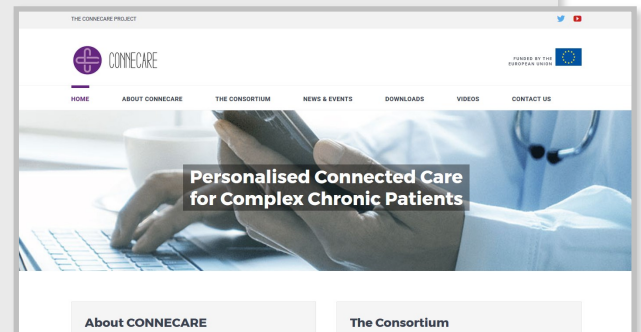 THE CONNECARE PROJECT
CONNECARE
FUNDED BY THE
EUROPEAN UNION
HOME ABOUT CONNECARE THE CONSORTIUM NEWS & EVENTS DOWNLOADS VIDEOS CONTACT US
Personalised Connected Care
for Complex Chronic Patients
About CONNECARE The Consortium